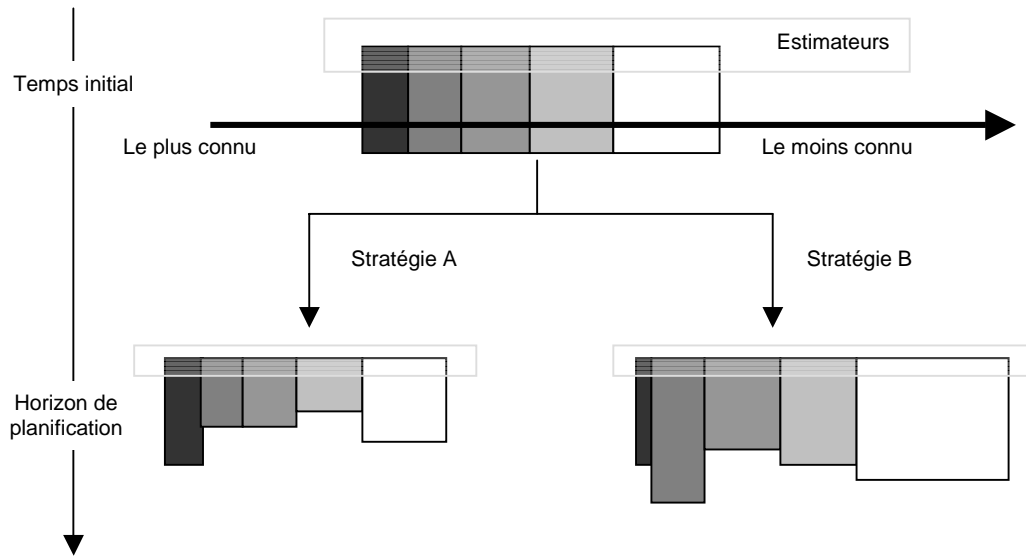 Estimateurs
Temps initial
Le plus connu
Le moins connu
Stratégie A
Stratégie B
Horizon de
planification